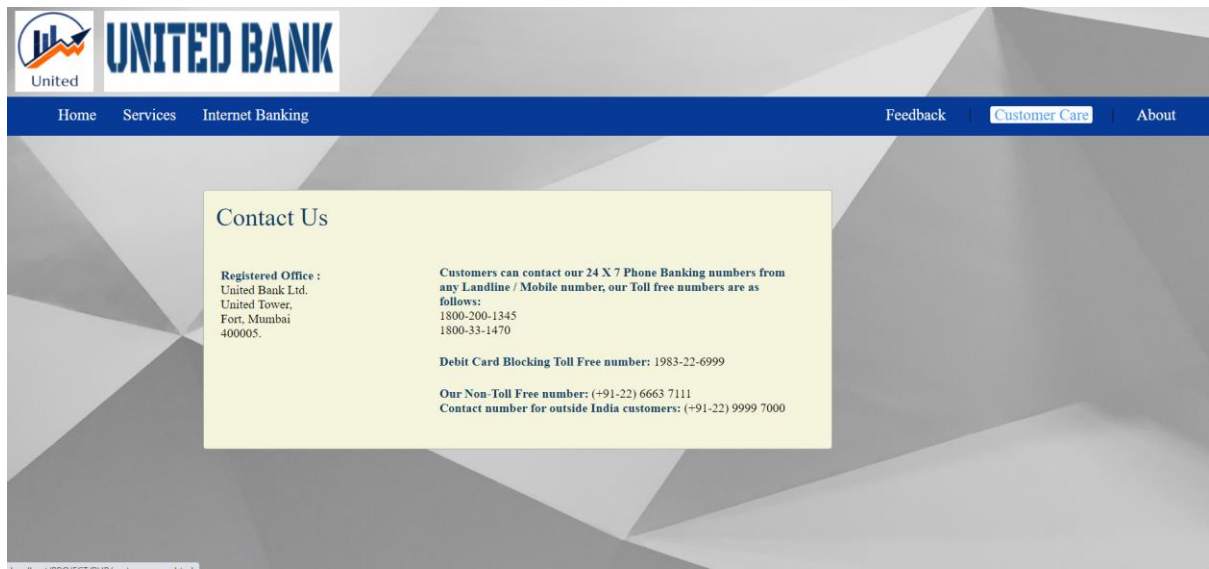 United
UNITED BANK
Home Services Internet Banking Feedback | Customer Care | About
Contact Us
Registered Office :
United Bank Ltd.
United Tower,
Fort, Mumbai
400005.
Customers can contact our 24 X 7 Phone Banking numbers from
any Landline / Mobile number, our Toll free numbers are as
follows:
1800-200-1345
1800-33-1470
Debit Card Blocking Toll Free number: 1983-22-6999
Our Non-Toll Free number: (+91-22) 6663 7111
Contact number for outside India customers: (+91-22) 9999 7000